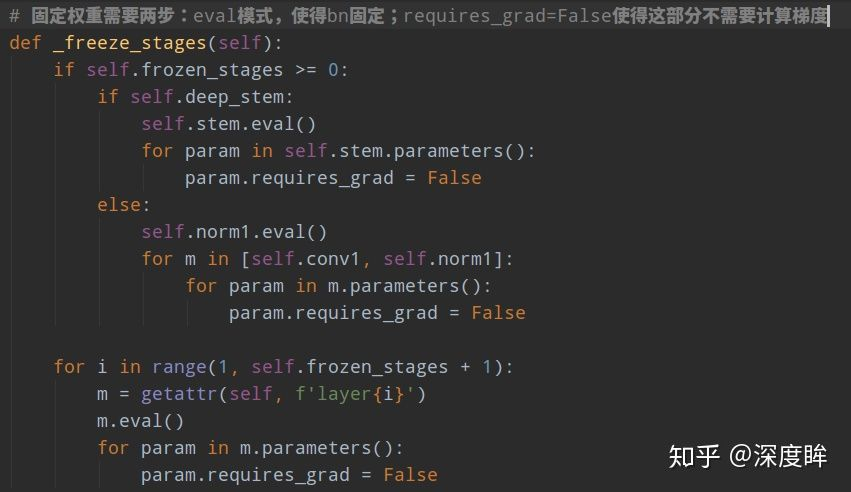 # 固定权重需要两步：eval模式，使得bn固定；requires_grad=False使得这部分不需要计算梯度
def _freeze_stages(self):
    if self.frozen_stages >= 0:
        if self.deep_stem:
            self.stem.eval()
            for param in self.stem.parameters():
                param.requires_grad = False
        else:
            self.norm1.eval()
            for m in [self.conv1, self.norm1]:
                for param in m.parameters():
                    param.requires_grad = False
    for i in range(1, self.frozen_stages + 1):
        m = getattr(self, f'layer{i}')
        m.eval()
        for param in m.parameters():
            param.requires_grad = False
知乎 @深度眸